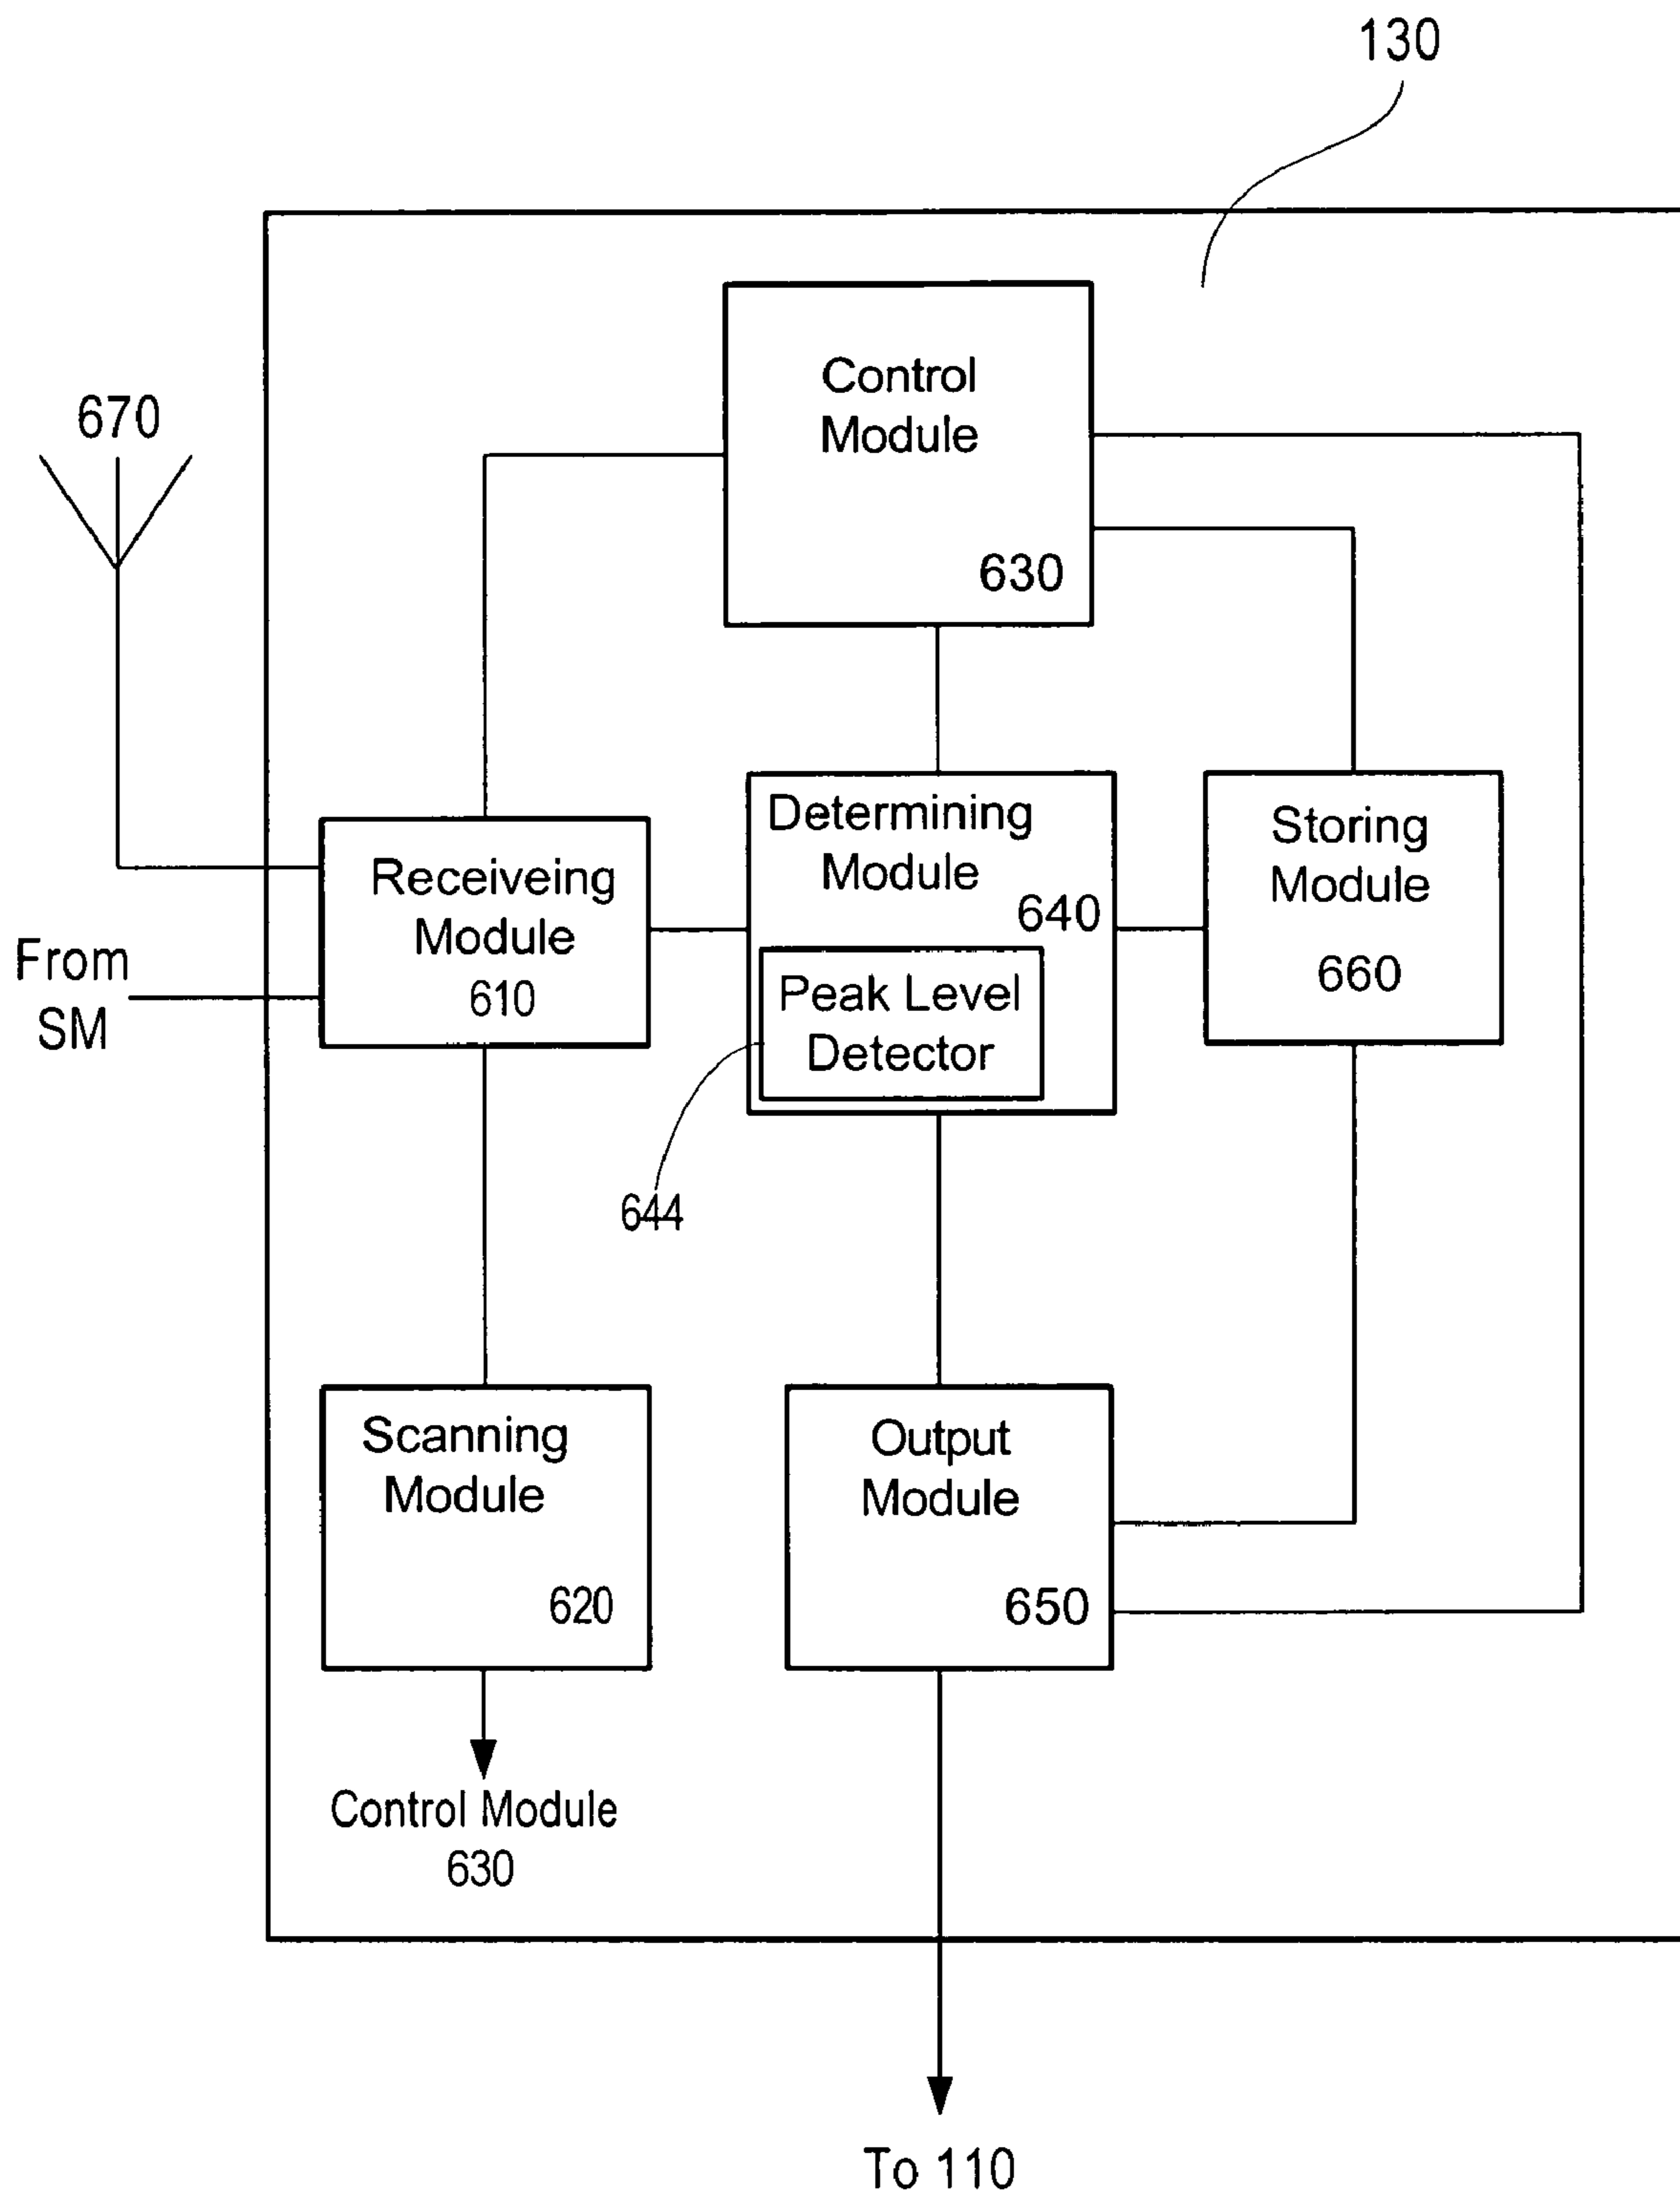 130
Control
Module
630
670
Receiveing
Module
610
From
SM
Determining
Module
640
Peak Level
Detector
644
Storing
Module
660
Scanning
Module
620
Output
Module
650
Control Module
630
To 110